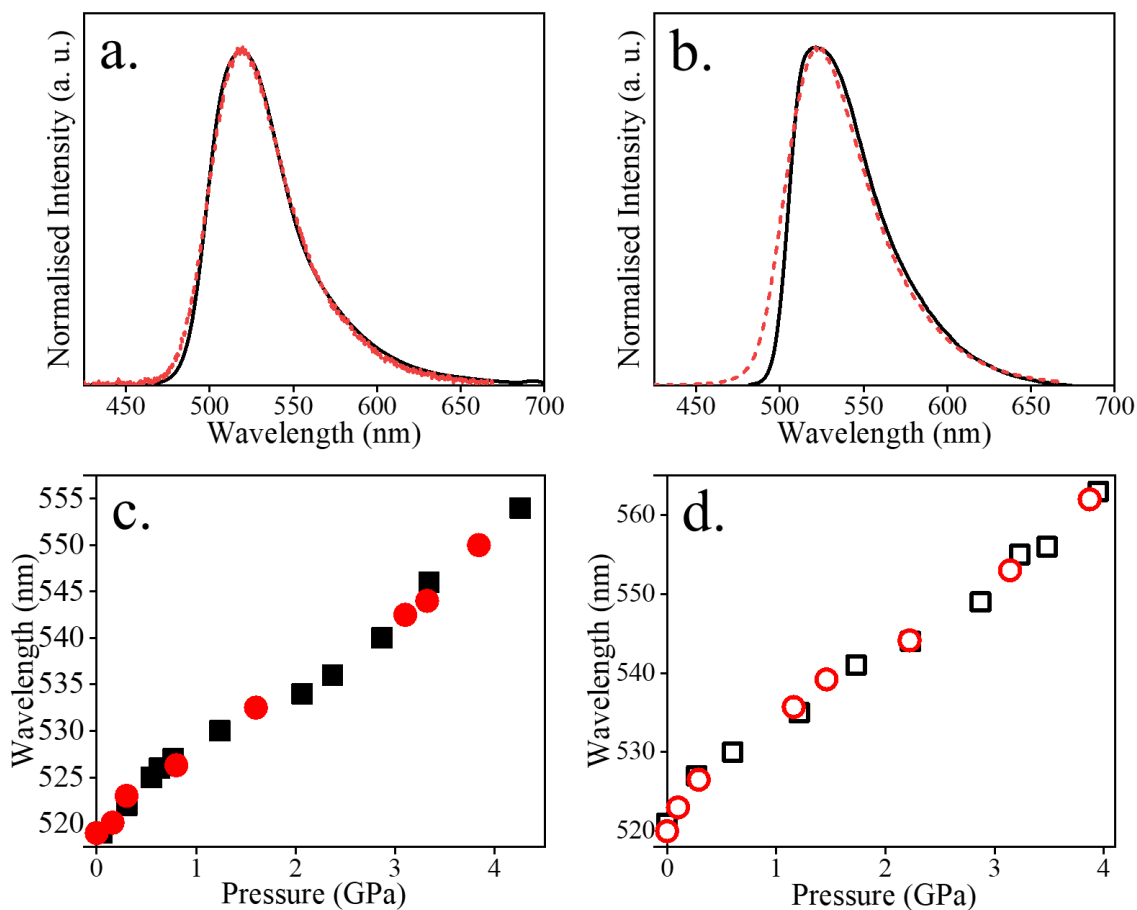 a.
Normalised Intensity (a. u.)
450 500 550 600 650 700
Wavelength (nm)
b.
Normalised Intensity (a. u.)
450 500 550 600 650 700
Wavelength (nm)
c.
Wavelength (nm)
555
550
545
540
535
530
525
520
0 1 2 3 4
Pressure (GPa)
d.
Wavelength (nm)
560
550
540
530
520
0 1 2 3 4
Pressure (GPa)